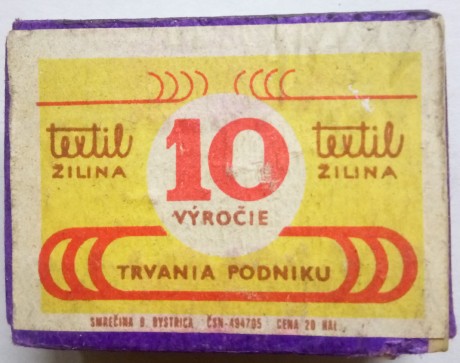 textil 10 textil
ŽILINA ŽILINA
VÝROČIE
TRVANIA PODNIKU
SMREČINA B. BYSTRICA ČSN-494705 CENA 20 HAL